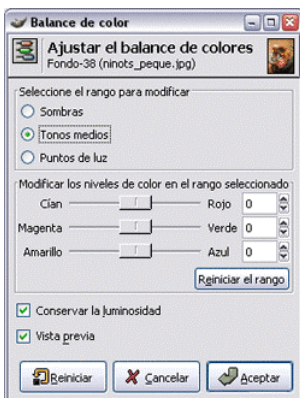 Balance de color
Ajustar el balance de colores
Fondo-38 (ninots_peque.jpg)
Seleccione el rango para modificar
Sombras
Tonos medios
Puntos de luz
Modificar los niveles de color en el rango seleccionado
Cían Rojo 0
Magenta Verde 0
Amarillo Azul 0
Reiniciar el rango
Conservar la luminosidad
Vista previa
Reiniciar Cancelar Aceptar